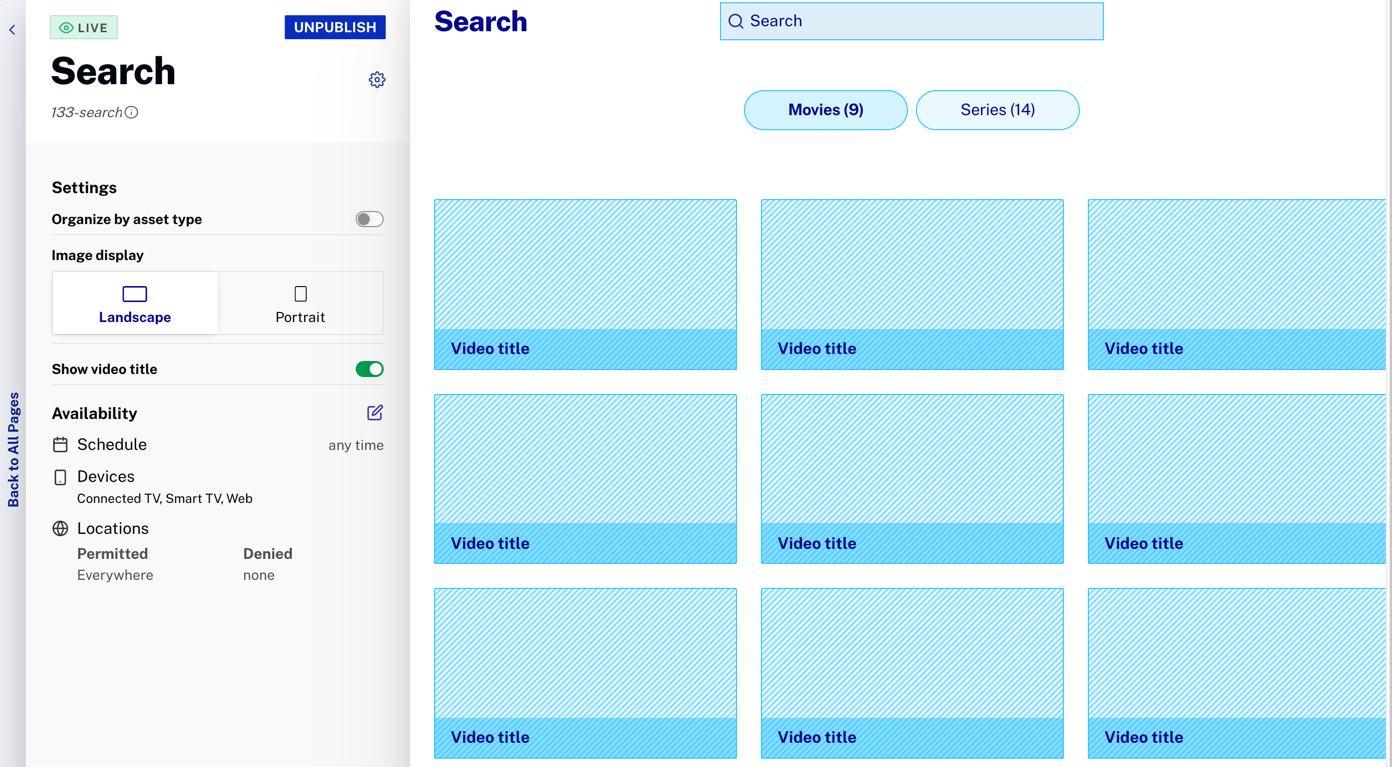 LIVE
UNPUBLISH
Search
133-search
Settings
Organize by asset type
Image display
Landscape
Portrait
Show video title
Availability
Schedule
any time
Devices
Connected TV, Smart TV, Web
Locations
Permitted
Denied
Everywhere
none
Back to All Pages
Search
Search
Movies (9)
Series (14)
Video title
Video title
Video title
Video title
Video title
Video title
Video title
Video title
Video title